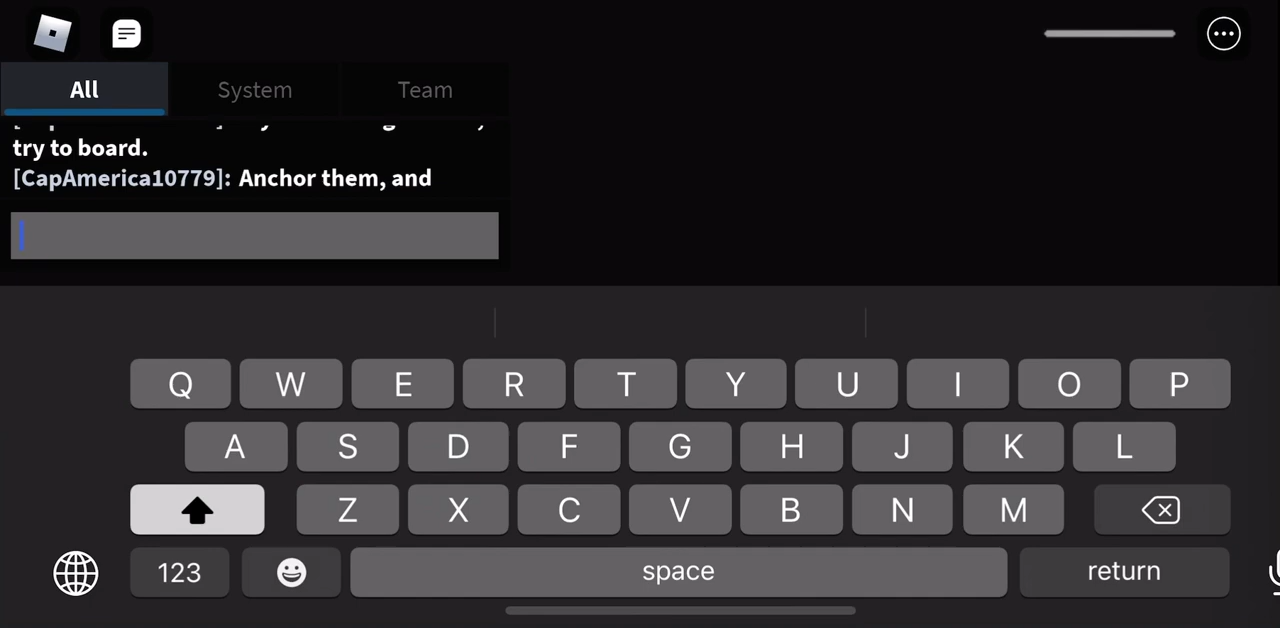 All System Team
try to board.
[CapAmerica10779]: Anchor them, and
Q W E R T Y U I O P
A S D F G H J K L
Z X C V B N M
123 space return